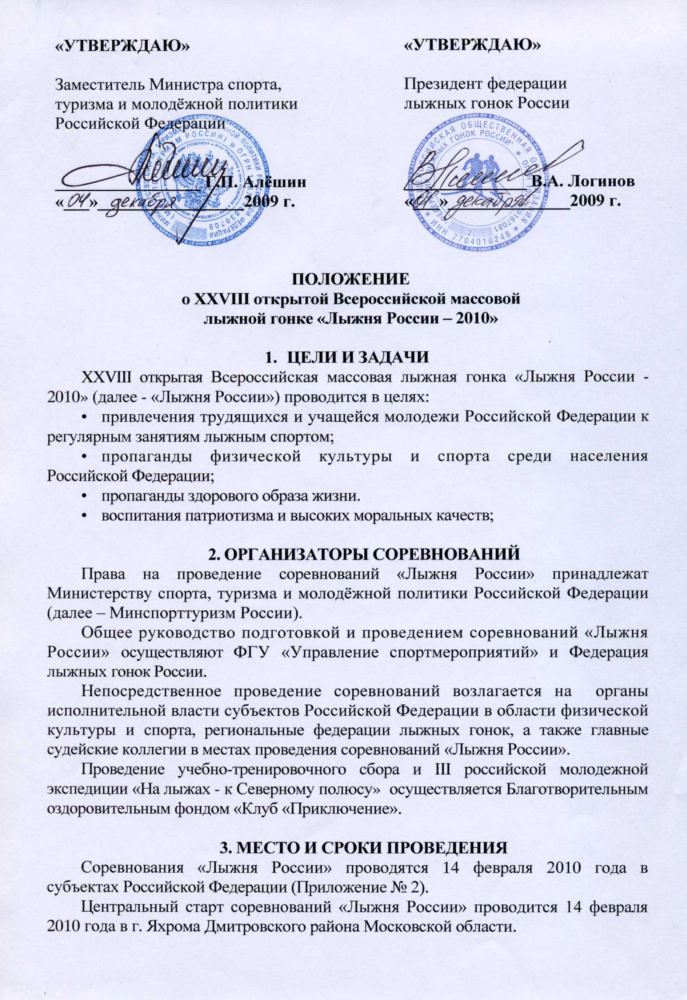 «УТВЕРЖДАЮ»
Заместитель Министра спорта,
туризма и молодёжной политики
Российской Федерации
Г.П. Алёшин
«04» декабря 2009 г.
«УТВЕРЖДАЮ»
Президент федерации
лыжных гонок России
В.А. Логинов
«01» декабря 2009 г.
ПОЛОЖЕНИЕ
о XXVIII открытой Всероссийской массовой
лыжной гонке «Лыжня России – 2010»
1. ЦЕЛИ И ЗАДАЧИ
XXVIII открытая Всероссийская массовая лыжная гонка «Лыжня России -
2010» (далее - «Лыжня России») проводится в целях:
• привлечения трудящихся и учащейся молодежи Российской Федерации к
регулярным занятиям лыжным спортом;
• пропаганды физической культуры и спорта среди населения
Российской Федерации;
• пропаганды здорового образа жизни.
• воспитания патриотизма и высоких моральных качеств;
2. ОРГАНИЗАТОРЫ СОРЕВНОВАНИЙ
Права на проведение соревнований «Лыжня России» принадлежат
Министерству спорта, туризма и молодёжной политики Российской Федерации
(далее – Минспорттуризм России).
Общее руководство подготовкой и проведением соревнований «Лыжня
России» осуществляют ФГУ «Управление спортмероприятий» и Федерация
лыжных гонок России.
Непосредственное проведение соревнований возлагается на органы
исполнительной власти субъектов Российской Федерации в области физической
культуры и спорта, региональные федерации лыжных гонок, а также главные
судейские коллегии в местах проведения соревнований «Лыжня России».
Проведение учебно-тренировочного сбора и III российской молодежной
экспедиции «На лыжах - к Северному полюсу» осуществляется Благотворительным
оздоровительным фондом «Клуб «Приключение».
3. МЕСТО И СРОКИ ПРОВЕДЕНИЯ
Соревнования «Лыжня России» проводятся 14 февраля 2010 года в
субъектах Российской Федерации (Приложение № 2).
Центральный старт соревнований «Лыжня России» проводится 14 февраля
2010 года в г. Яхрома Дмитровского района Московской области.